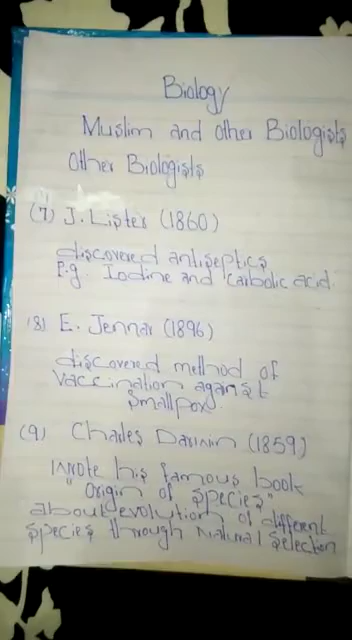 Biology
Muslim and other Biologists
Other Biologists
(7) J. Lister (1860)
discovered antiseptics
E.g. Iodine and Carbolic acid.
(8) E. Jennar (1896)
discovered method of
vaccination against
smallpox.
(9) Charles Darwin (1859)
Wrote his famous book
"Origin of species"
about evolution of different
species through Natural selection